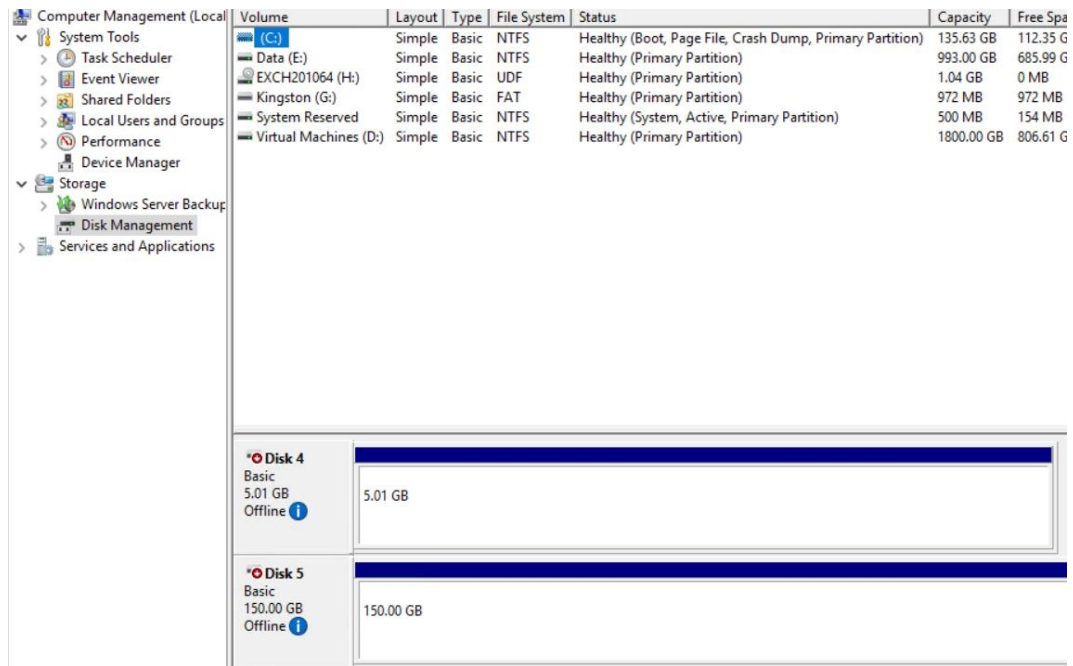 Computer Management (Local
System Tools
Task Scheduler
Event Viewer
Shared Folders
Local Users and Groups
Performance
Device Manager
Storage
Windows Server Backup
Disk Management
Services and Applications
Volume Layout Type File System Status Capacity Free Spa
(C:) Simple Basic NTFS Healthy (Boot, Page File, Crash Dump, Primary Partition) 135.63 GB 112.35 G
Data (E:) Simple Basic NTFS Healthy (Primary Partition) 993.00 GB 685.99 G
EXCH201064 (H:) Simple Basic UDF Healthy (Primary Partition) 1.04 GB 0 MB
Kingston (G:) Simple Basic FAT Healthy (Primary Partition) 972 MB 972 MB
System Reserved Simple Basic NTFS Healthy (System, Active, Primary Partition) 500 MB 154 MB
Virtual Machines (D:) Simple Basic NTFS Healthy (Primary Partition) 1800.00 GB 806.61 G
Disk 4
Basic
5.01 GB
Offline
5.01 GB
Disk 5
Basic
150.00 GB
Offline
150.00 GB